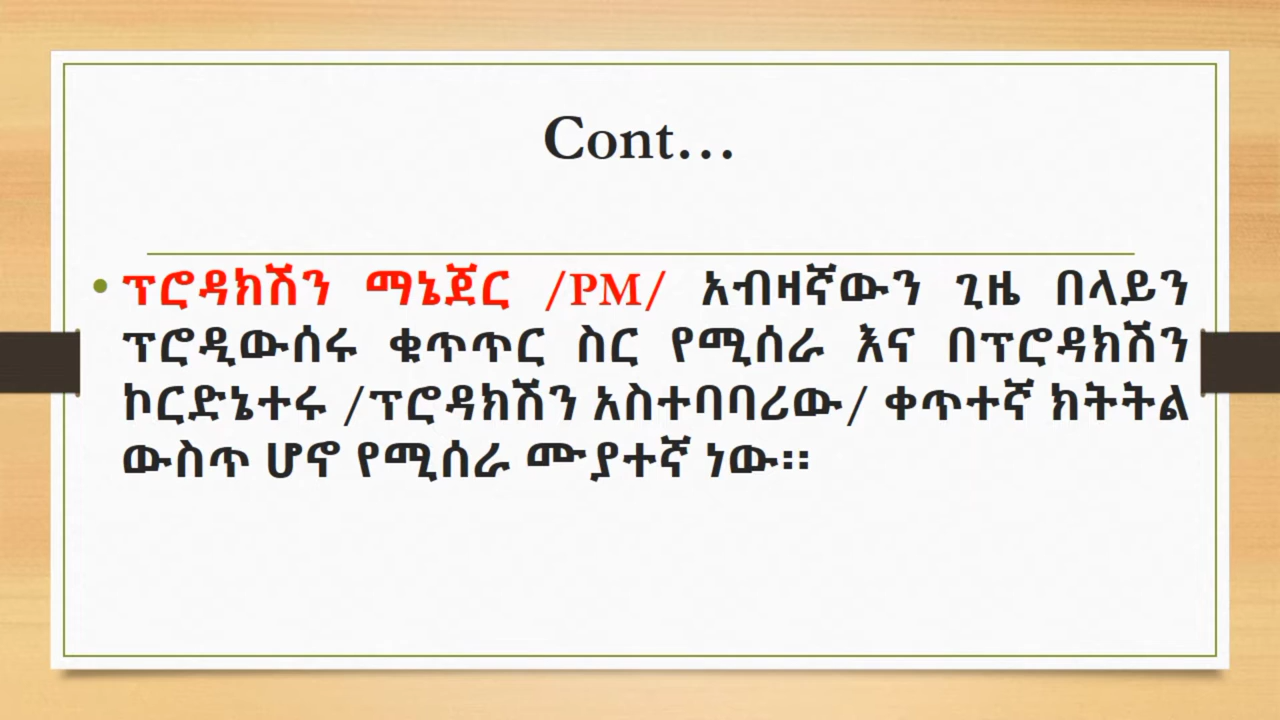 Cont…
• ፕሮዳክሽን ማኔጀር /PM/ አብዛኛውን ጊዜ በላይን
ፕሮዲውሰሩ ቁጥጥር ስር የሚሰራ እና በፕሮዳክሽን
ኮርድኔተሩ /ፕሮዳክሽን አስተባባሪው/ ቀጥተኛ ክትትል
ውስጥ ሆኖ የሚሰራ ሙያተኛ ነው፡፡